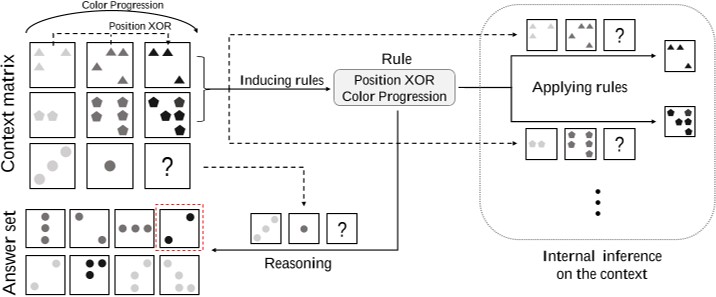 Color Progression
Position XOR
Context matrix
?
Inducing rules
Rule
Position XOR
Color Progression
?
Applying rules
?
Answer set
?
Reasoning
Internal inference
on the context